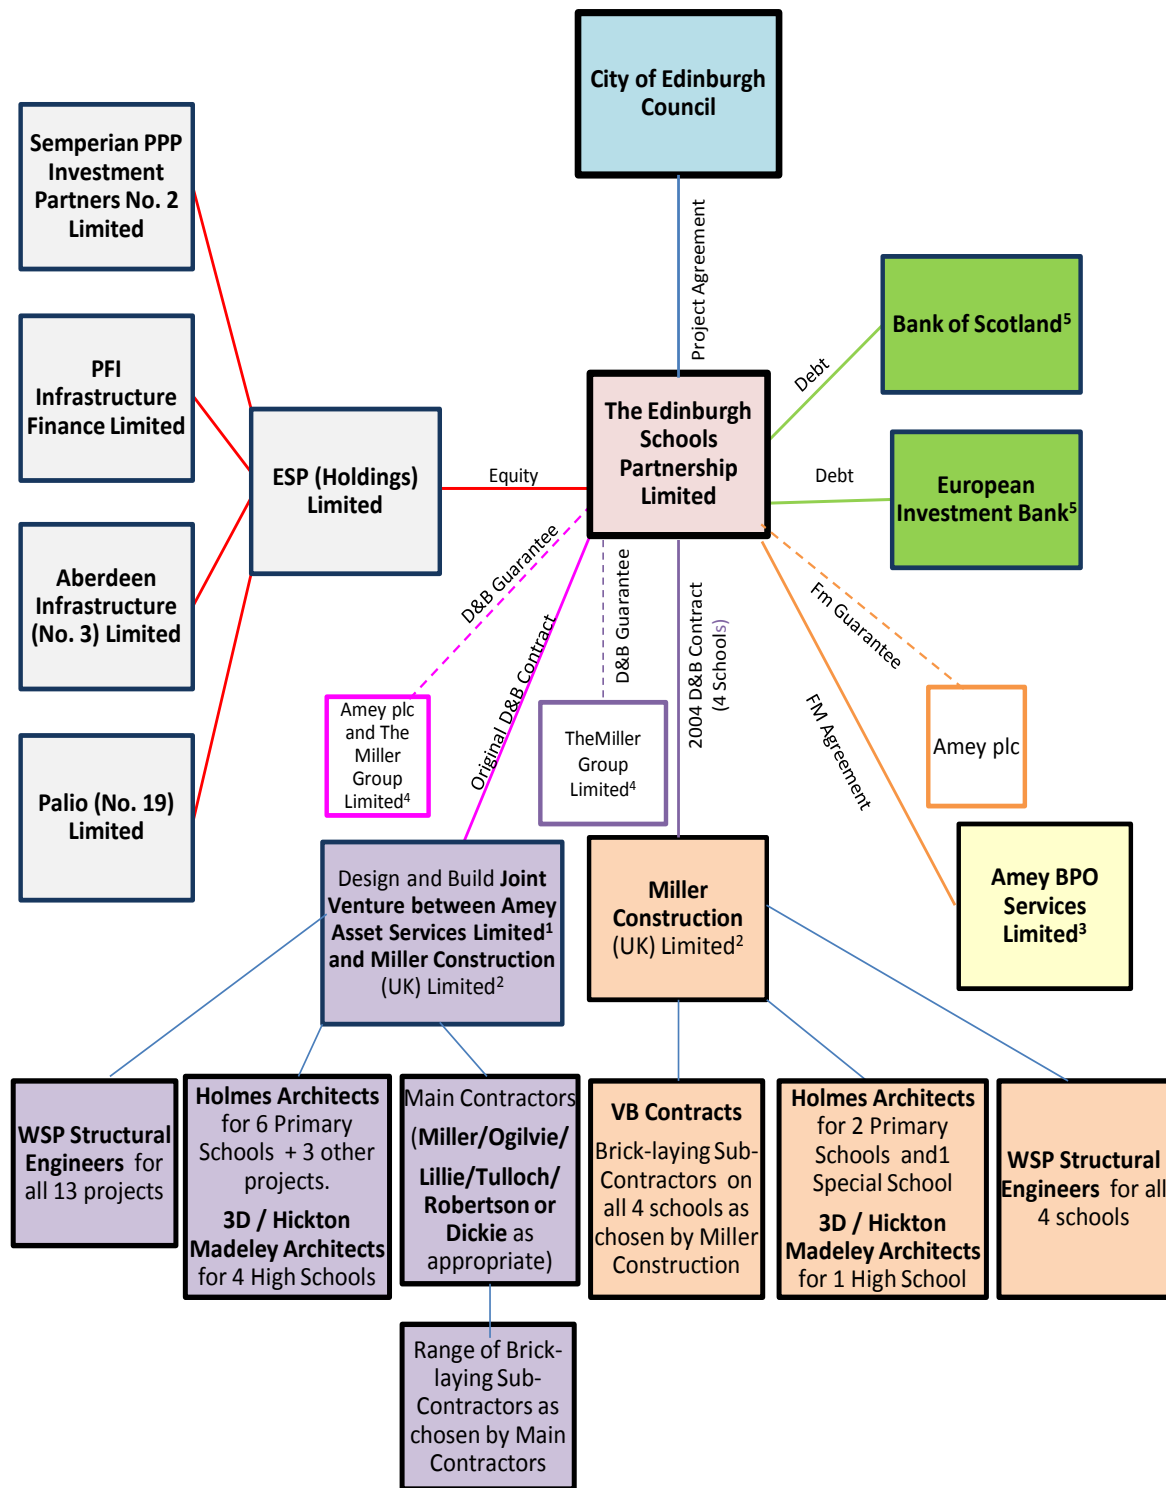 City of Edinburgh
Council
Semperian PPP
Investment
Partners No. 2
Limited
Project Agreement
Bank of Scotland5
Debt
PFI
Infrastructure
Finance Limited
The Edinburgh
Schools
Partnership
Limited
ESP (Holdings)
Limited
Equity
Debt
European
Investment Bank5
Aberdeen
Infrastructure
(No. 3) Limited
D&B Guarantee
Original D&B Contract
D&B Guarantee
2004 D&B Contract
(4 Schools)
Fm Guarantee
FM Agreement
Amey plc
and The
Miller
Group
Limited4
TheMiller
Group
Limited4
Amey plc
Palio (No. 19)
Limited
Design and Build Joint
Venture between Amey
Asset Services Limited1
and Miller Construction
(UK) Limited2
Miller
Construction
(UK) Limited2
Amey BPO
Services
Limited3
WSP Structural
Engineers for
all 13 projects
Holmes Architects
for 6 Primary
Schools + 3 other
projects.
3D / Hickton
Madeley Architects
for 4 High Schools
Main Contractors
(Miller/Ogilvie/
Lillie/Tulloch/
Robertson or
Dickie as
appropriate)
VB Contracts
Brick-laying Sub-
Contractors on
all 4 schools as
chosen by Miller
Construction
Holmes Architects
for 2 Primary
Schools and1
Special School
3D / Hickton
Madeley Architects
for 1 High School
WSP Structural
Engineers for all
4 schools
Range of Brick-
laying Sub-
Contractors as
chosen by Main
Contractors